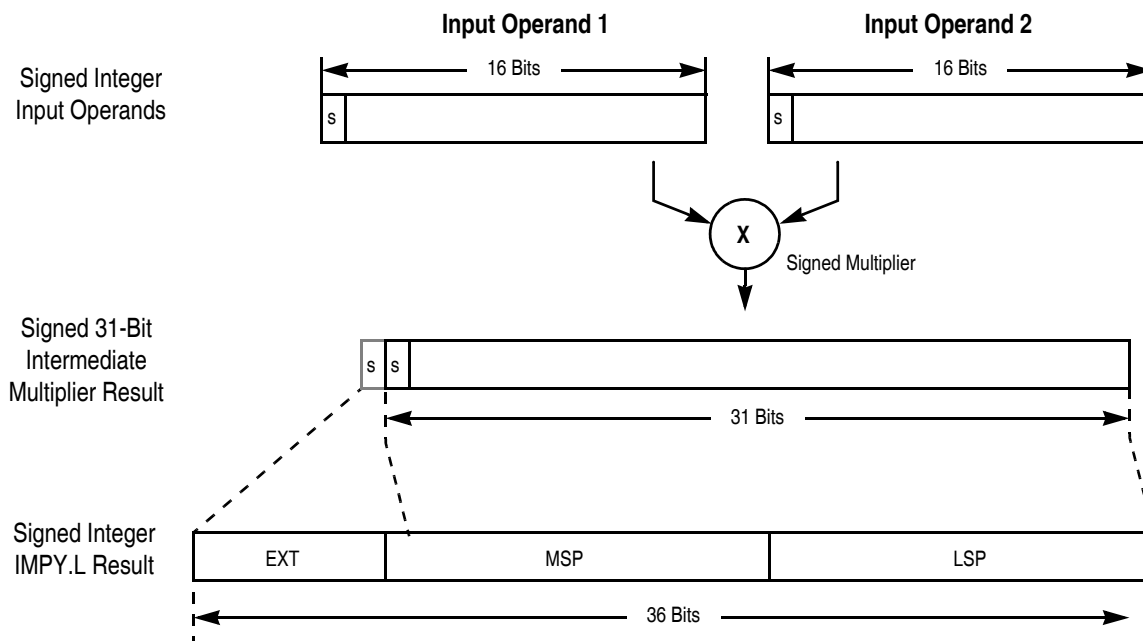 Input Operand 1
Input Operand 2
Signed Integer
Input Operands
16 Bits
16 Bits
s
s
X
Signed Multiplier
Signed 31-Bit
Intermediate
Multiplier Result
s
s
31 Bits
Signed Integer
IMPY.L Result
EXT
MSP
LSP
36 Bits